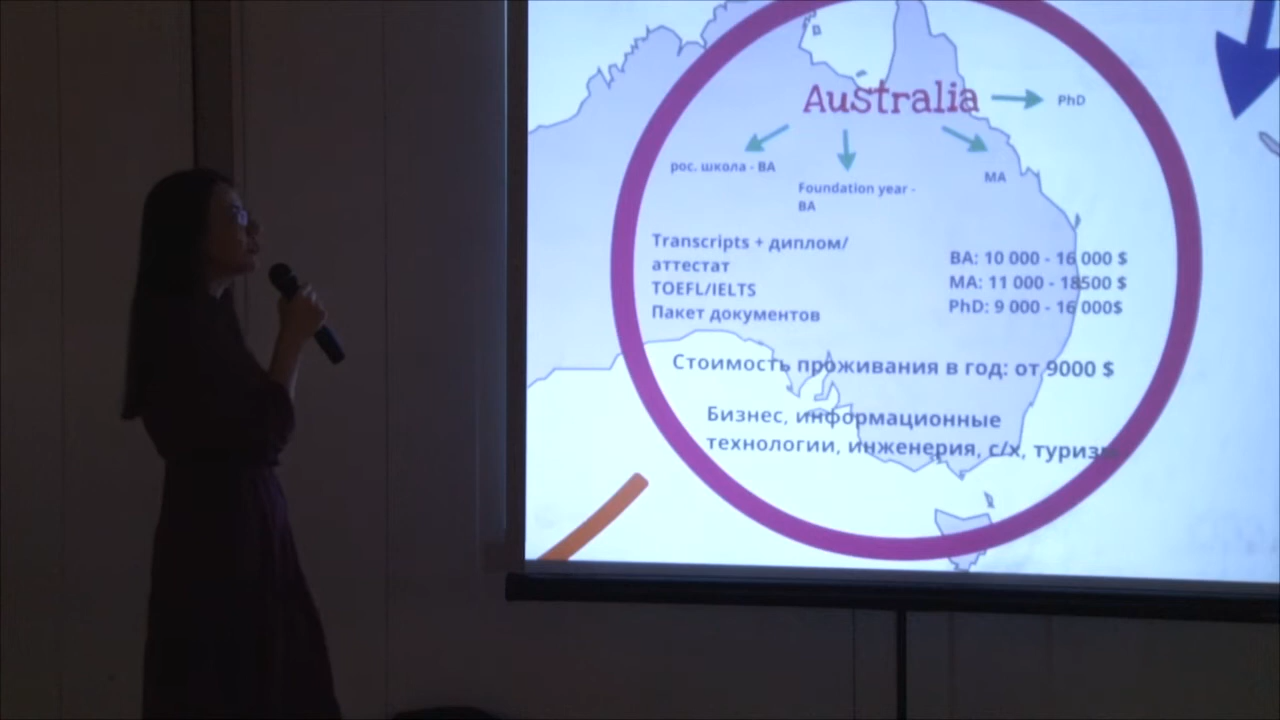 Australia
PhD
рос. школа - BA
Foundation year -
BA
MA
Transcripts + диплом/
аттестат
TOEFL/IELTS
Пакет документов
BA: 10 000 - 16 000 $
MA: 11 000 - 18500 $
PhD: 9 000 - 16 000$
Стоимость проживания в год: от 9000 $
Бизнес, информационные
технологии, инженерия, с/х, туризм